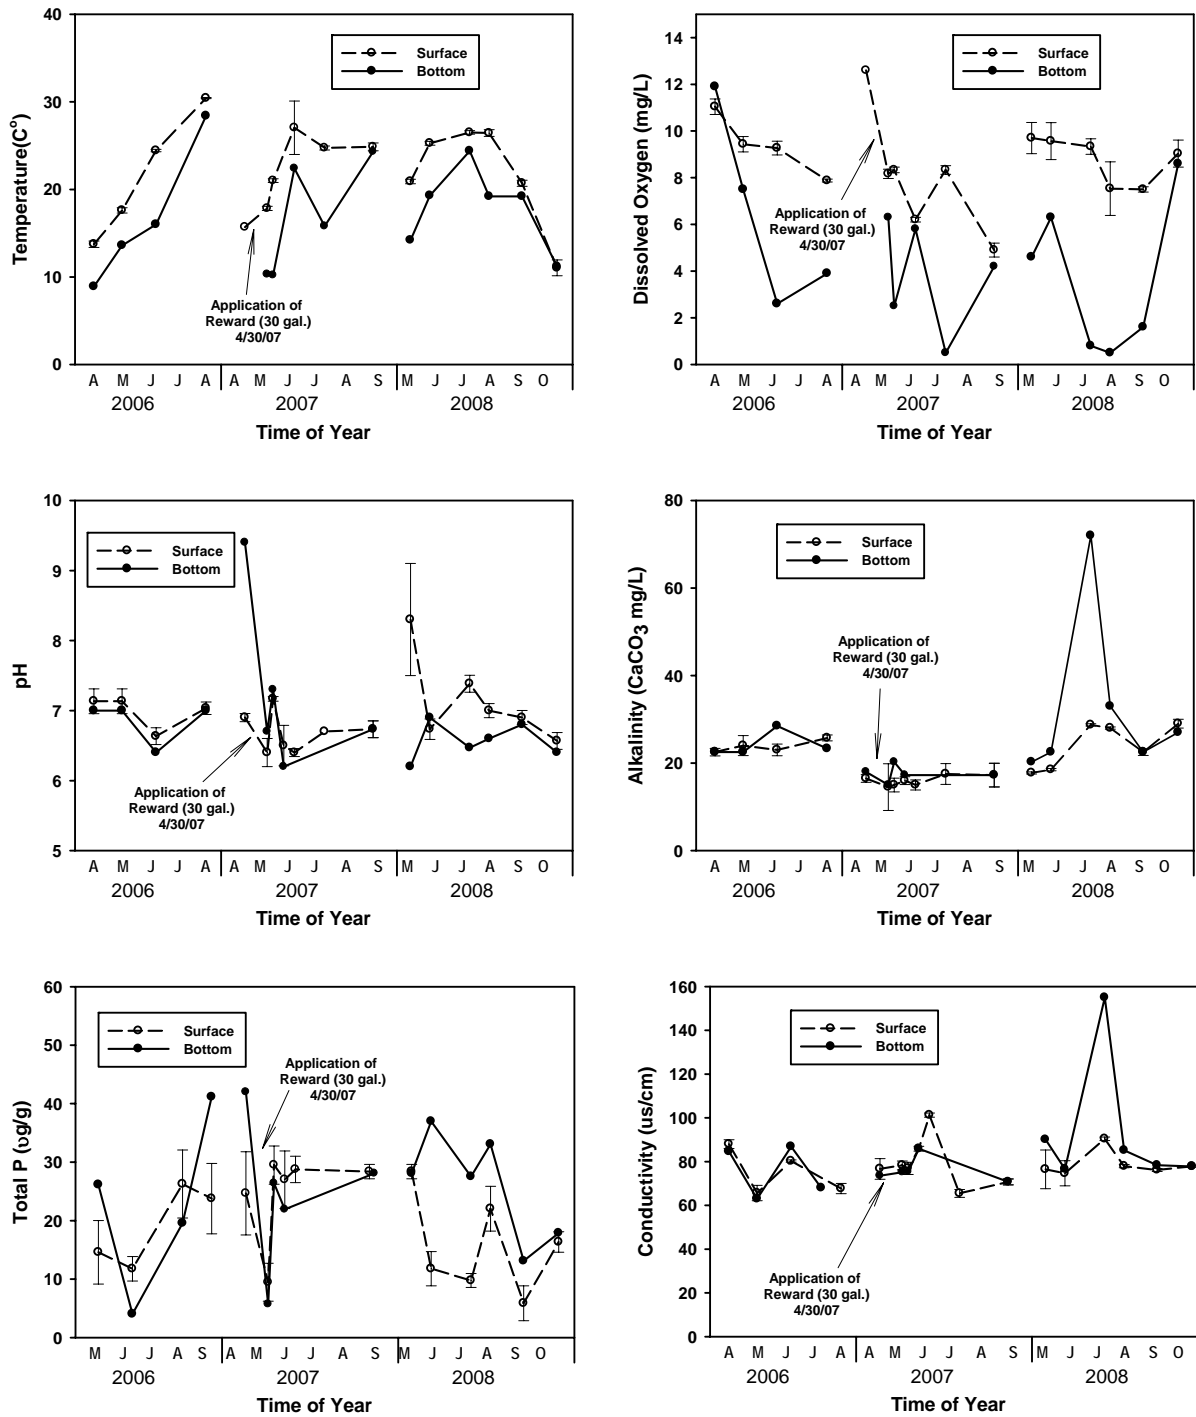 40
30
20
10
0
Temperature(C°)
Surface
Bottom
Application of
Reward (30 gal.)
4/30/07
A M J J A A M J J A S M J J A S O
2006 2007 2008
Time of Year
14
12
10
8
6
4
2
0
Dissolved Oxygen (mg/L)
Surface
Bottom
Application of
Reward (30 gal.)
4/30/07
A M J J A A M J J A S M J J A S O
2006 2007 2008
Time of Year
10
9
8
7
6
5
pH
Surface
Bottom
Application of
Reward (30 gal.)
4/30/07
A M J J A A M J J A S M J J A S O
2006 2007 2008
Time of Year
80
60
40
20
0
Alkalinity (CaCO3 mg/L)
Surface
Bottom
Application of
Reward (30 gal.)
4/30/07
A M J J A A M J J A S M J J A S O
2006 2007 2008
Time of Year
60
50
40
30
20
10
0
Total P (υg/g)
Surface
Bottom
Application of
Reward (30 gal.)
4/30/07
M J J A S A M J J A S M J J A S O
2006 2007 2008
Time of Year
160
140
120
100
80
60
40
20
0
Conductivity (us/cm)
Surface
Bottom
Application of
Reward (30 gal.)
4/30/07
A M J J A A M J J A S M J J A S O
2006 2007 2008
Time of Year